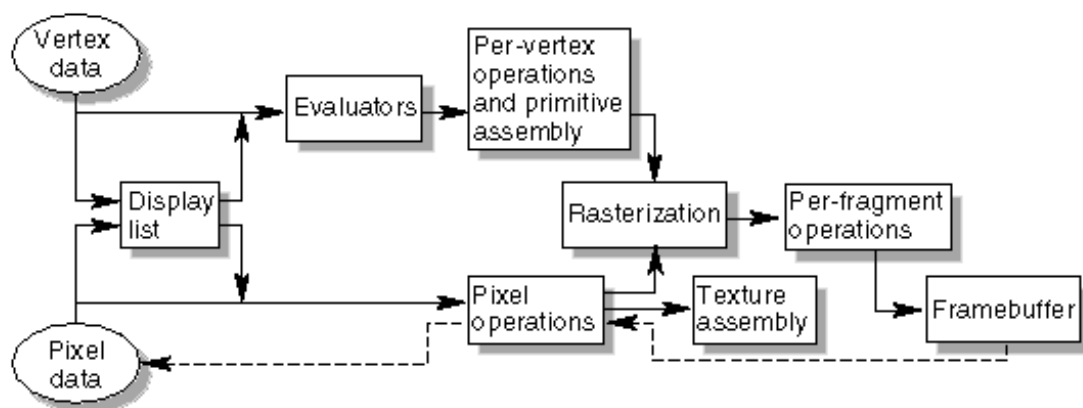 Vertex
data
Evaluators
Per-vertex
operations
and primitive
assembly
Display
list
Rasterization
Per-fragment
operations
Pixel
operations
Texture
assembly
Framebuffer
Pixel
data